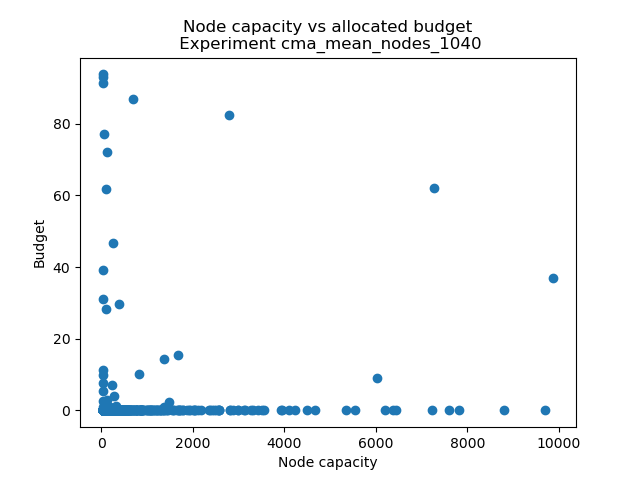 Node capacity vs allocated budget
Experiment cma_mean_nodes_1040
Budget
80
60
40
20
0
0 2000 4000 6000 8000 10000
Node capacity